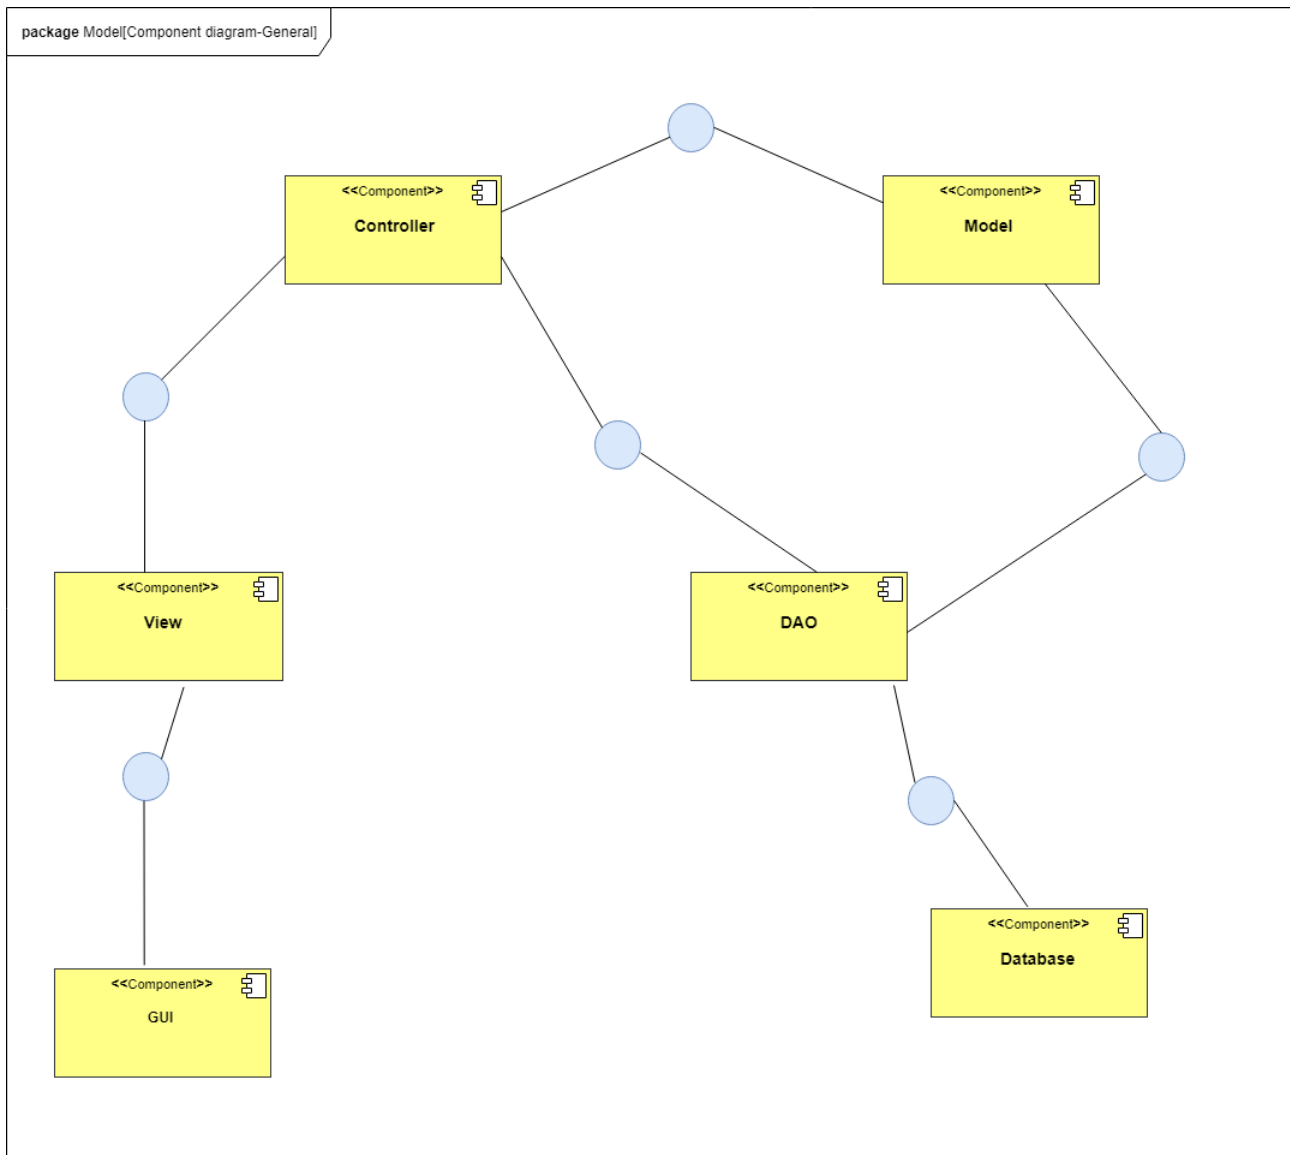 package Model[Component diagram-General]
<<Component>>
Controller
<<Component>>
Model
<<Component>>
View
<<Component>>
DAO
<<Component>>
Database
<<Component>>
GUI